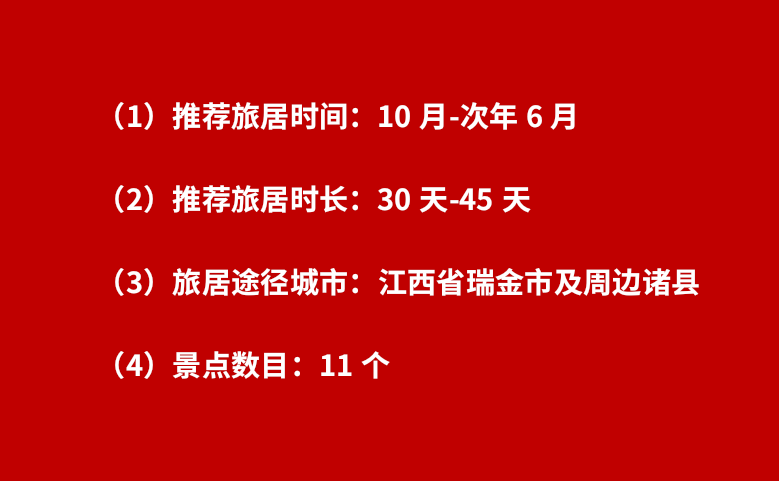 （1）推荐旅居时间：10 月-次年 6 月
（2）推荐旅居时长：30 天-45 天
（3）旅居途径城市：江西省瑞金市及周边诸县
（4）景点数目：11 个